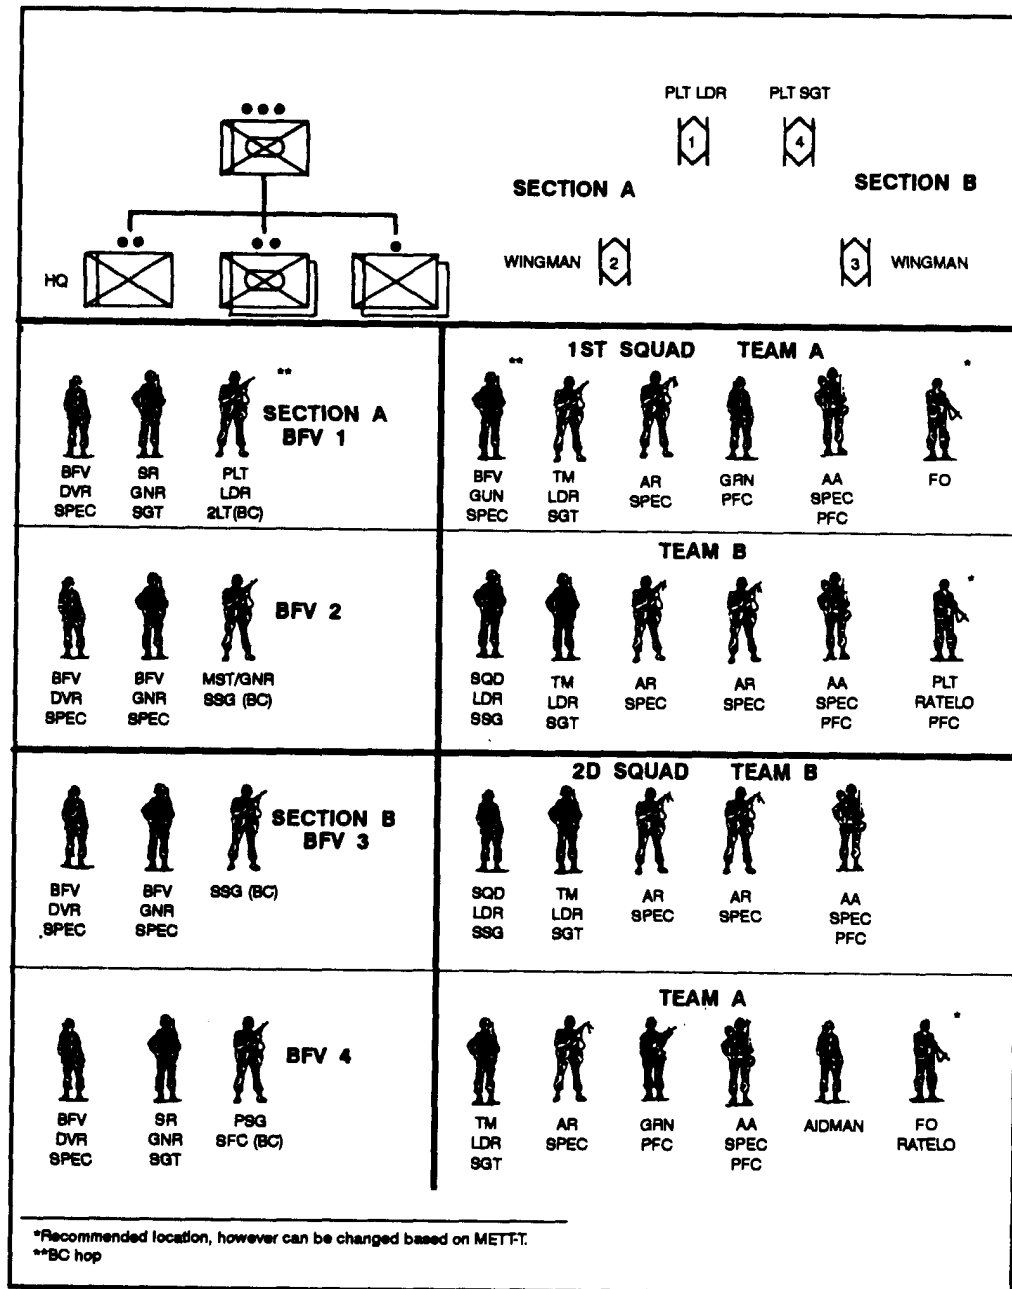 PLT LDR PLT SGT
1 4
SECTION A SECTION B
HQ WINGMAN 2 3 WINGMAN
1ST SQUAD TEAM A
** ** *
SECTION A
BFV 1
BFV SR PLT BFV TM AR GRN AA FO
DVR GNR LDR GUN LDR SPEC PFC SPEC
SPEC SGT 2LT(BC) SPEC SGT PFC
TEAM B
*
BFV 2
BFV BFV MST/GNR SQD TM AR AR AA PLT
DVR GNR SSG (BC) LDR LDR SPEC SPEC SPEC RATELO
SPEC SPEC SSG SGT PFC PFC
2D SQUAD TEAM B
SECTION B
BFV 3
BFV BFV SSG (BC) SQD TM AR AR AA
DVR GNR LDR LDR SPEC SPEC SPEC
SPEC SPEC SSG SGT PFC
TEAM A
*
BFV 4
BFV SR PSG TM AR GRN AA AIDMAN FO
DVR GNR SFC (BC) LDR SPEC PFC SPEC RATELO
SPEC SGT SGT PFC
*Recommended location, however can be changed based on METT-T.
**BC hop